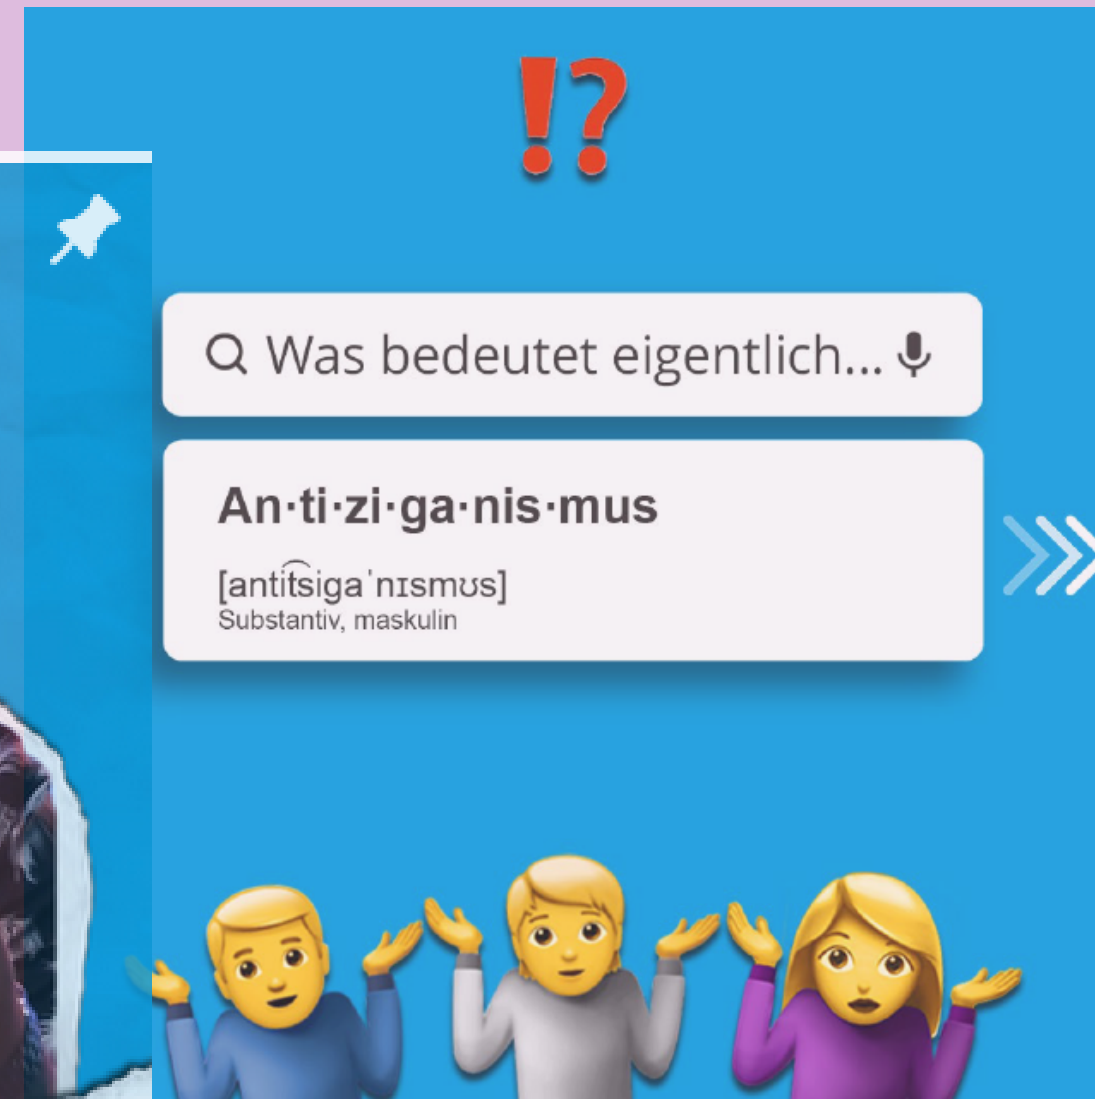 ⁉️
Was bedeutet eigentlich...
An·ti·zi·ga·nis·mus
[antit͡sigaˈnɪsmʊs]
Substantiv, maskulin